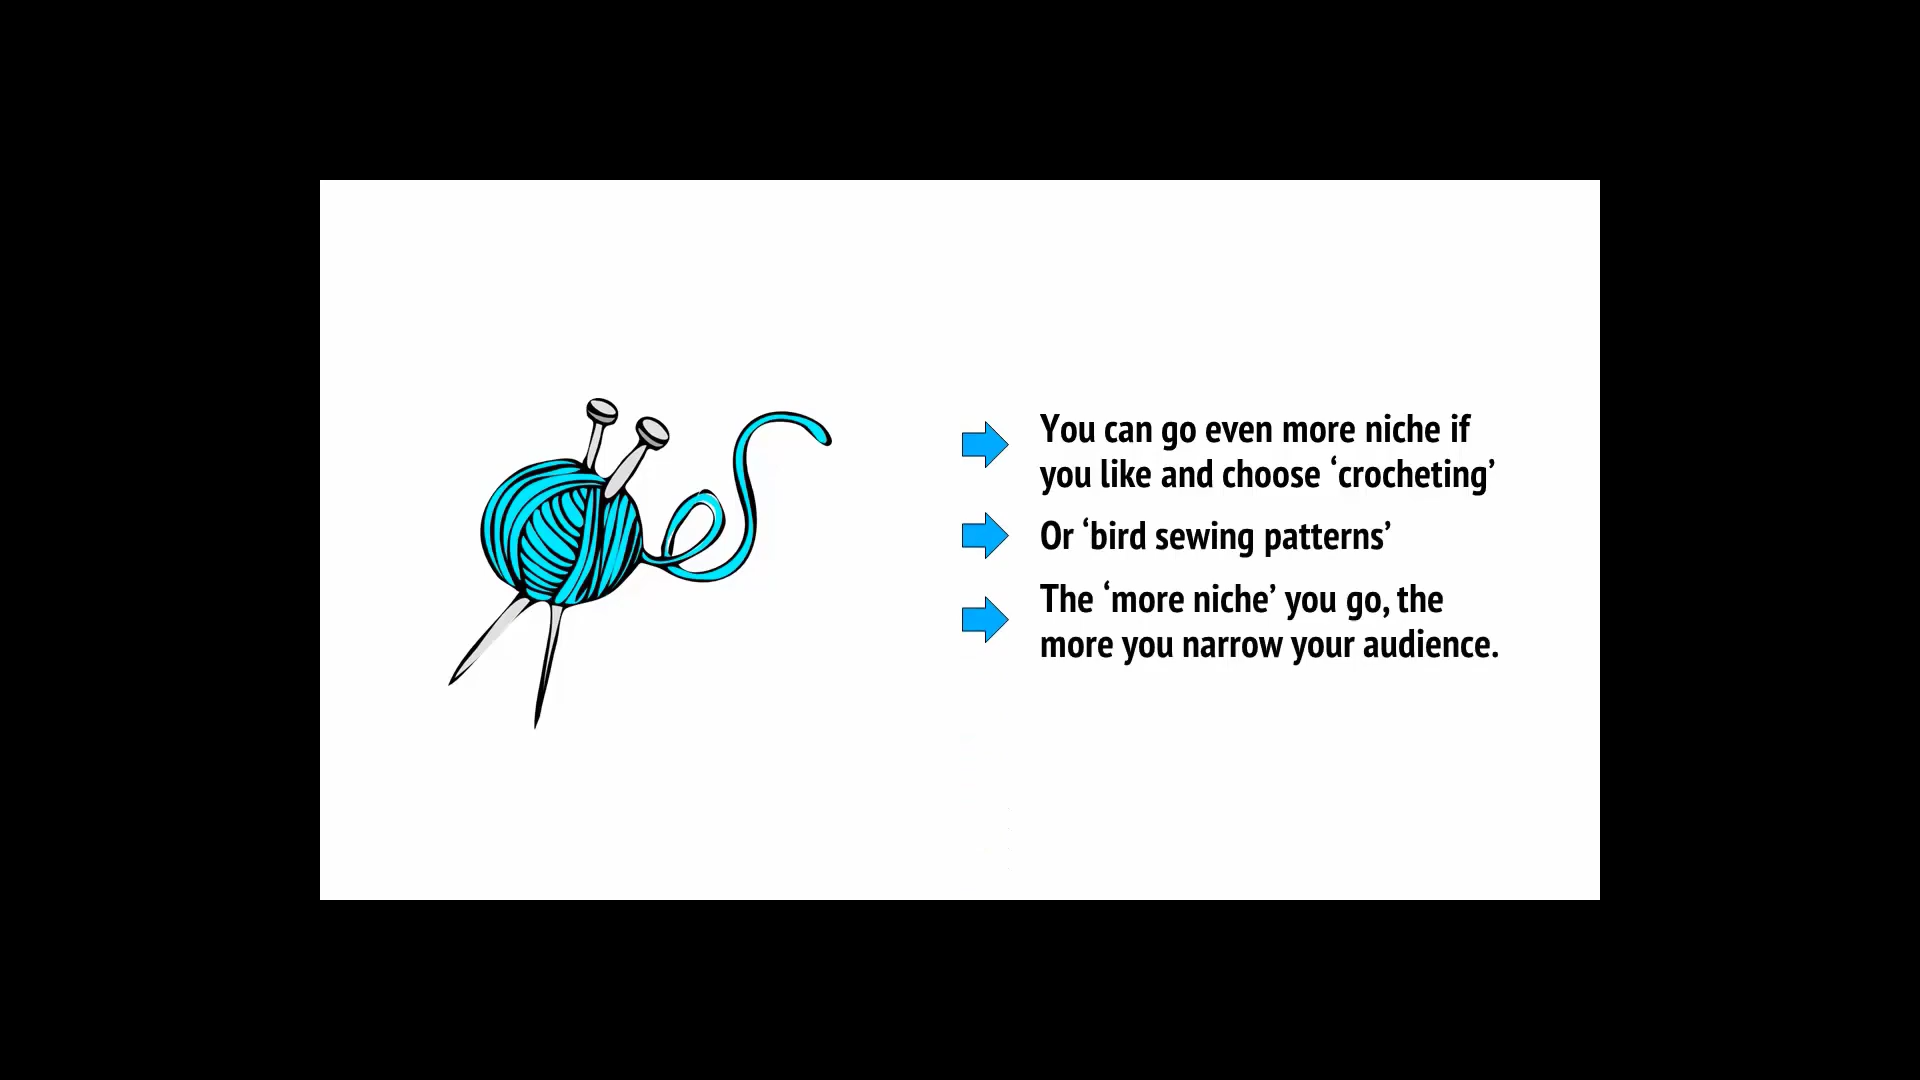 You can go even more niche if
you like and choose ‘crocheting’
Or ‘bird sewing patterns’
The ‘more niche’ you go, the
more you narrow your audience.